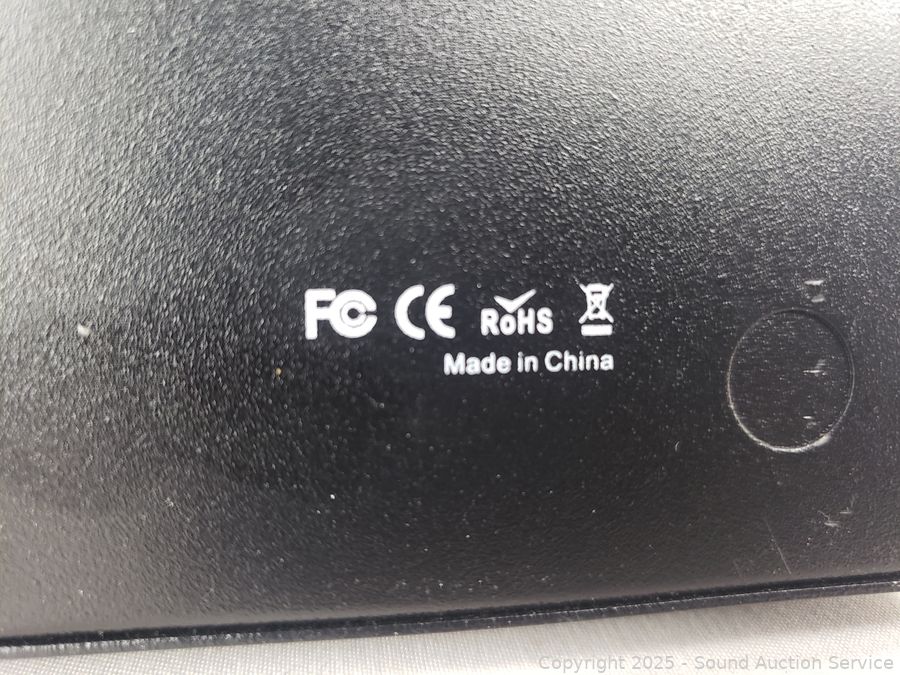 FC CE RoHS
Made in China
Copyright 2025 - Sound Auction Service